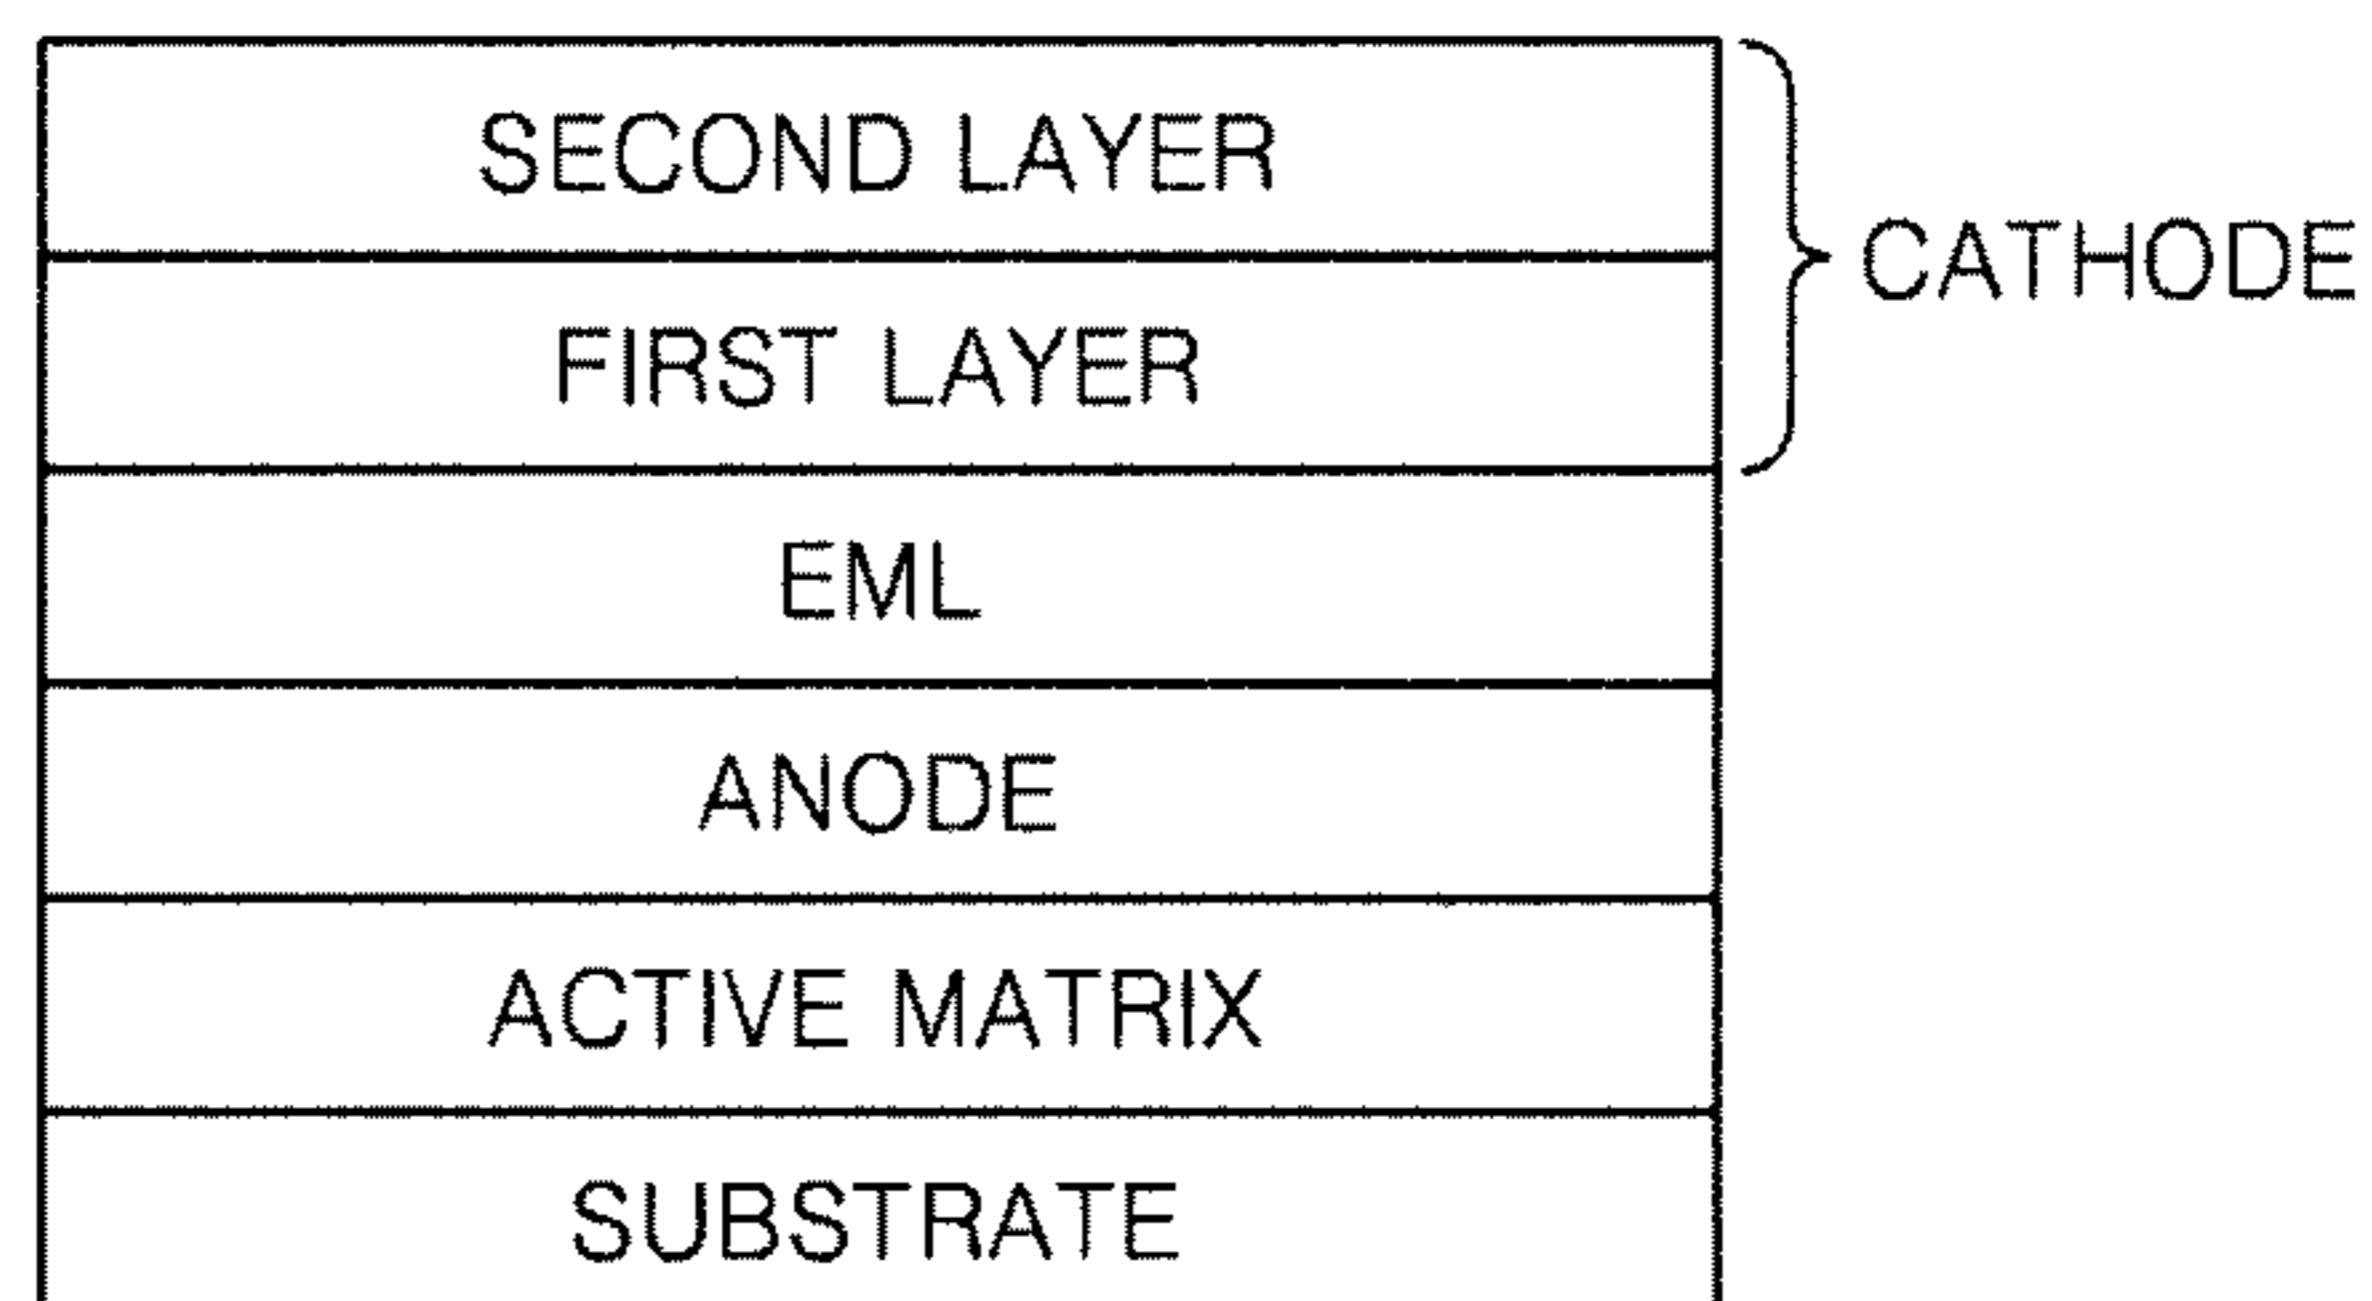 SECOND LAYER
CATHODE
FIRST LAYER
EML
ANODE
ACTIVE MATRIX
SUBSTRATE